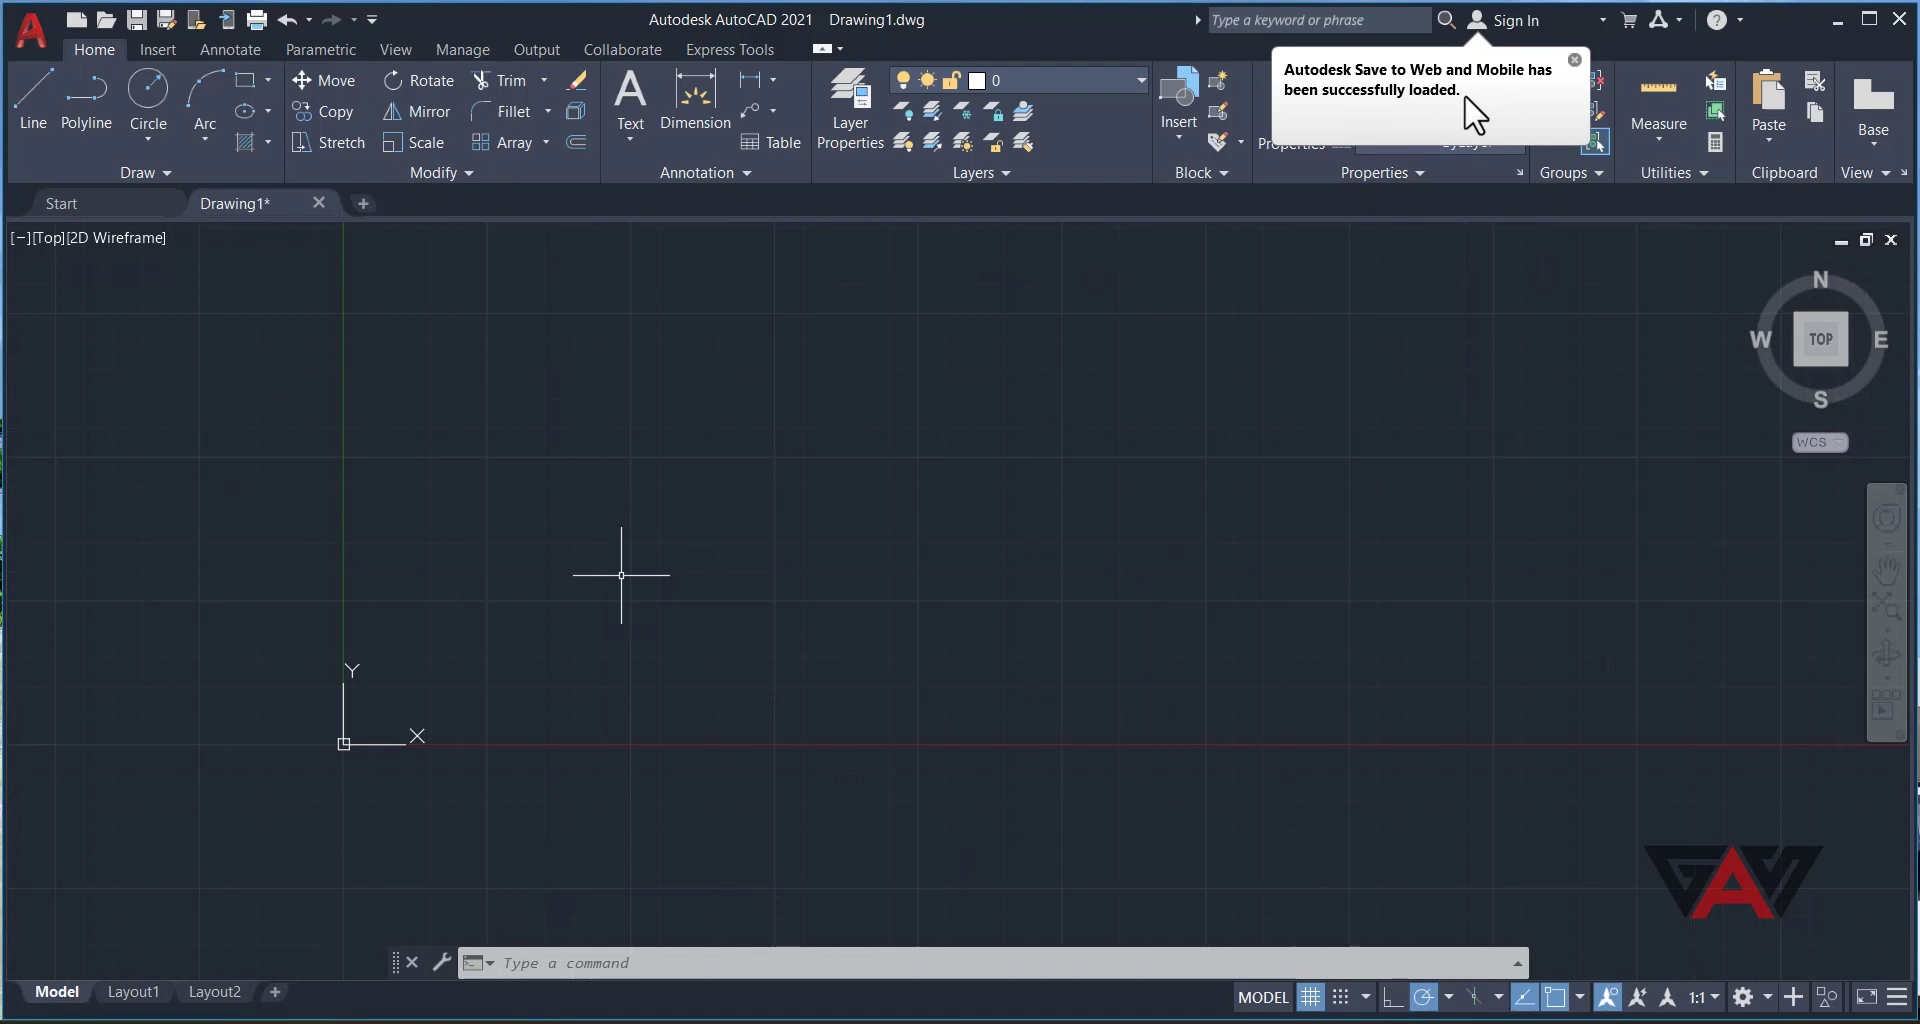 Autodesk AutoCAD 2021 Drawing1.dwg
Type a keyword or phrase
Sign In
Home Insert Annotate Parametric View Manage Output Collaborate Express Tools
Autodesk Save to Web and Mobile has
been successfully loaded.
Line Polyline Circle Arc
Move Rotate Trim
Copy Mirror Fillet
Stretch Scale Array
Text Dimension Table
Layer
Properties
0
Insert
Properties
ByLayer
Measure
Paste
Base
Draw Modify Annotation Layers Block Properties Groups Utilities Clipboard View
Start Drawing1*
[−][Top][2D Wireframe]
N
W TOP E
S
WCS
Y
X
GAVS
Type a command
Model Layout1 Layout2
MODEL 1:1